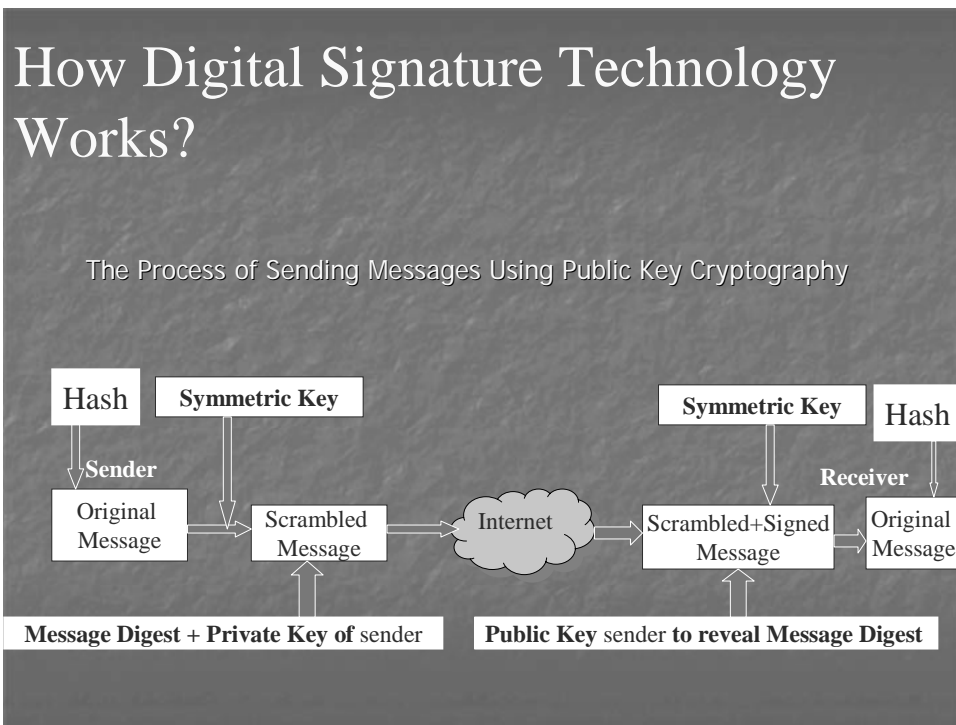 How Digital Signature Technology
Works?
The Process of Sending Messages Using Public Key Cryptography
Hash
Symmetric Key
Symmetric Key
Hash
Sender
Receiver
Original
Message
Scrambled
Message
Internet
Scrambled+Signed
Message
Original
Message
Message Digest + Private Key of sender
Public Key sender to reveal Message Digest